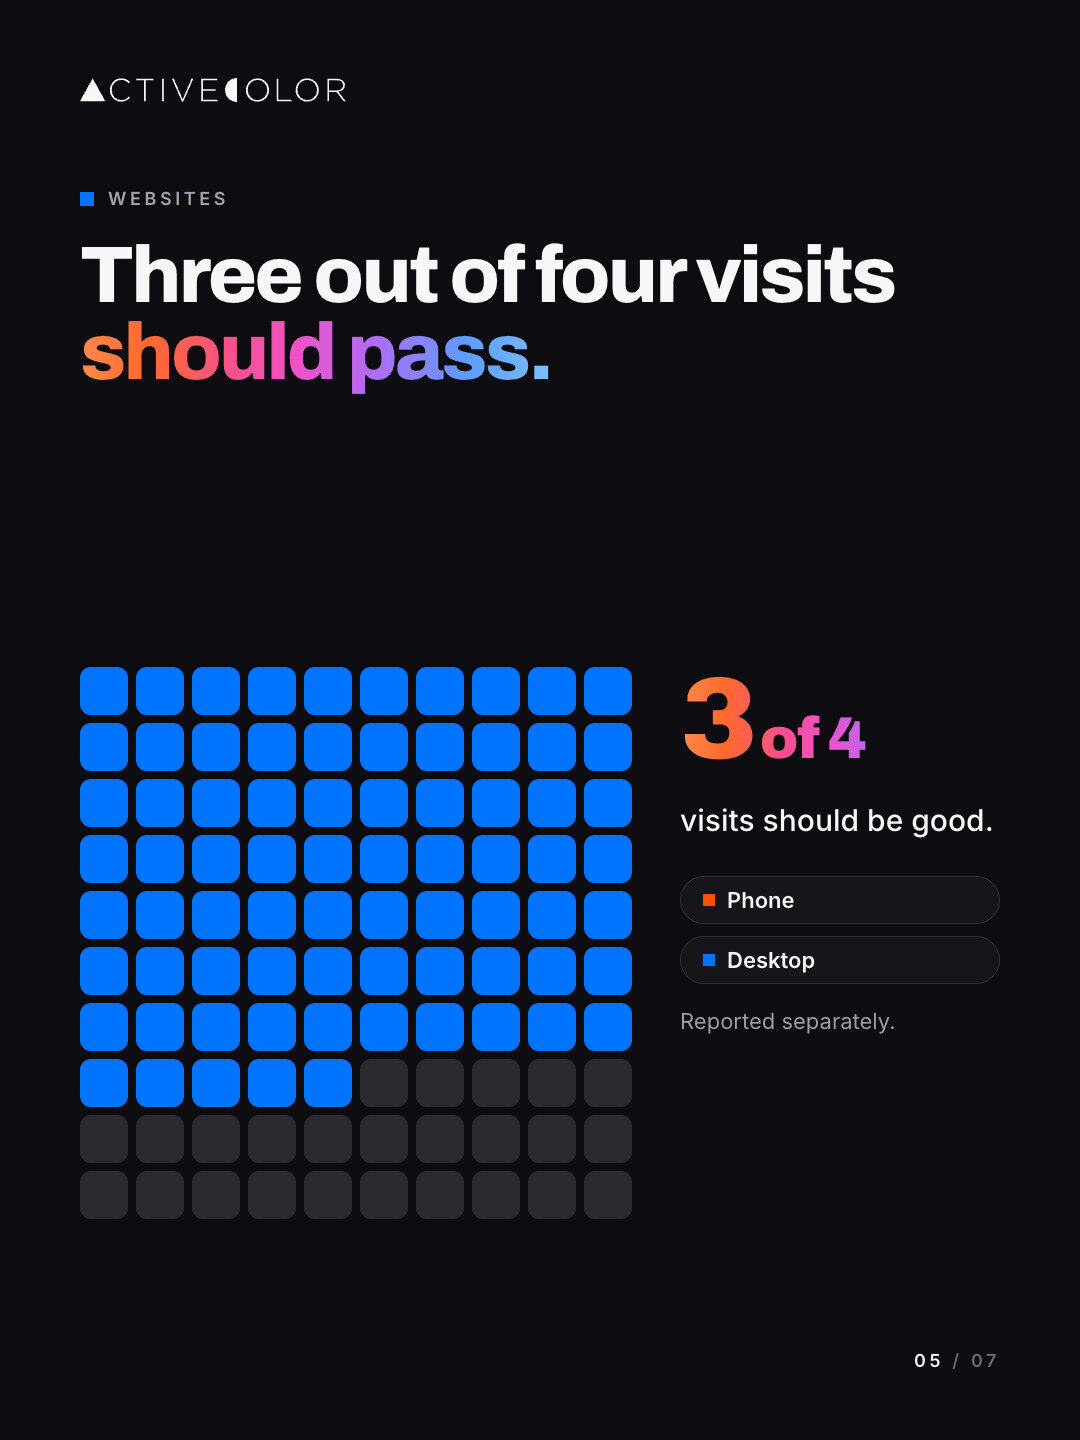 ACTIVECOLOR
WEBSITES
Three out of four visits
should pass.
3 of 4
visits should be good.
Phone
Desktop
Reported separately.
05 / 07